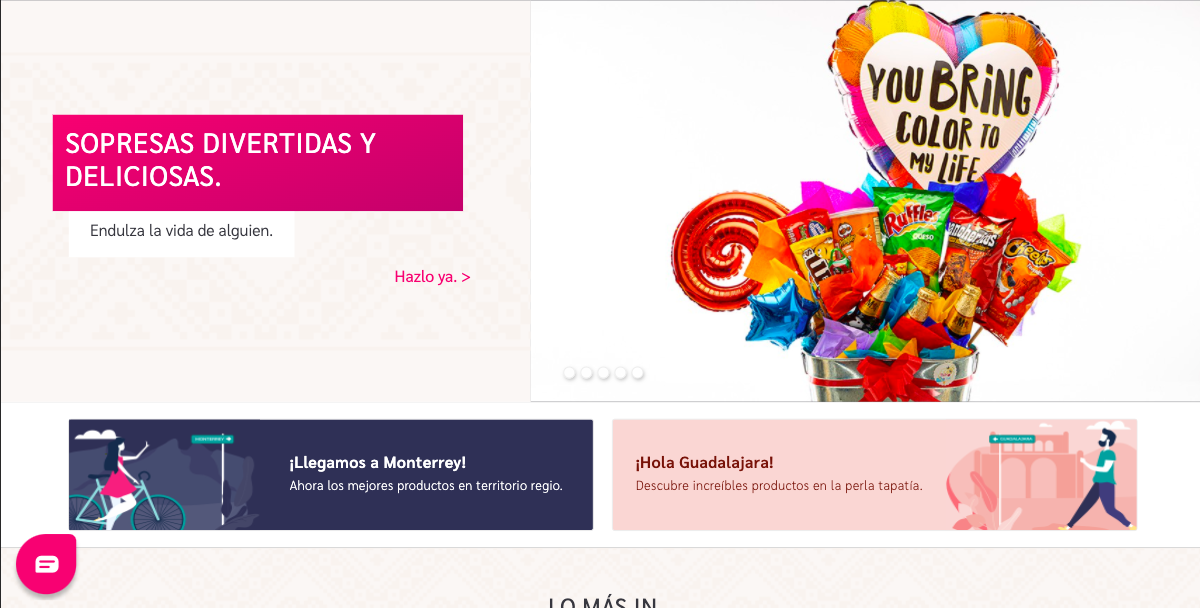 SOPRESAS DIVERTIDAS Y
DELICIOSAS.
Endulza la vida de alguien.
Hazlo ya. >
YOU BRING
COLOR TO
MY LIFE
Ruffles
QUESO
Cheetos
¡Llegamos a Monterrey!
Ahora los mejores productos en territorio regio.
¡Hola Guadalajara!
Descubre increíbles productos en la perla tapatía.
LO MÁS IN